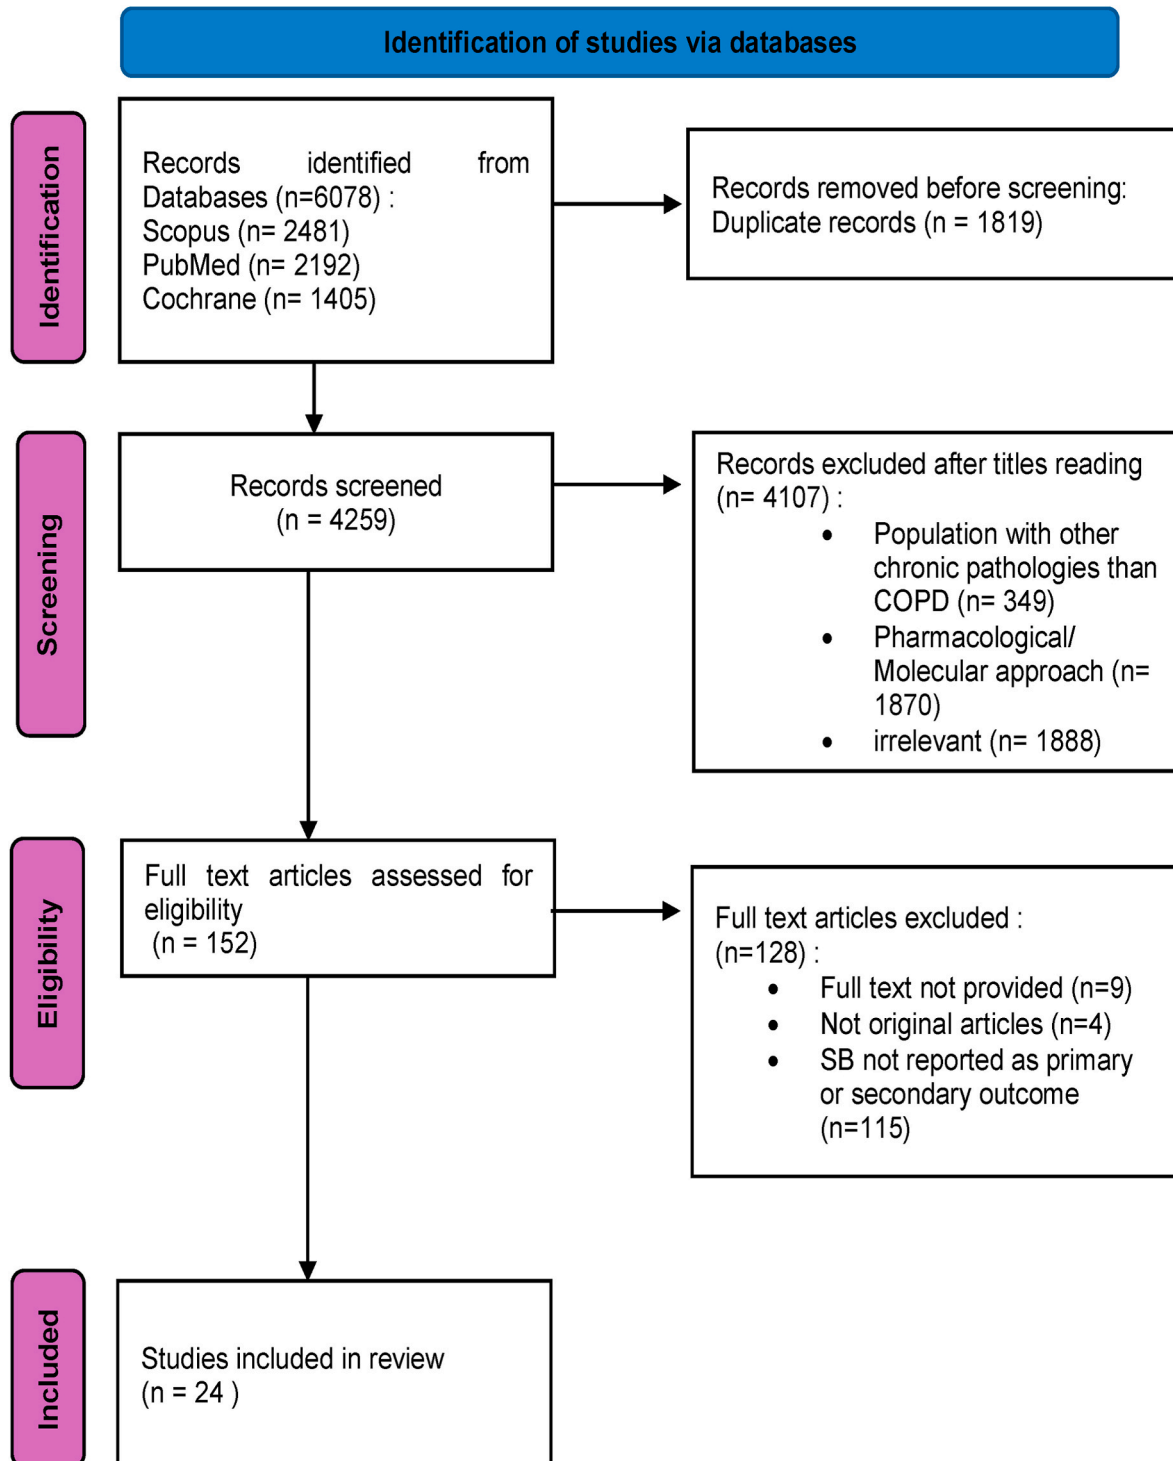 Identification of studies via databases
Identification
Records identified from
Databases (n=6078) :
Scopus (n= 2481)
PubMed (n= 2192)
Cochrane (n= 1405)
Records removed before screening:
Duplicate records (n = 1819)
Screening
Records screened
(n = 4259)
Records excluded after titles reading
(n= 4107) :
• Population with other
chronic pathologies than
COPD (n= 349)
• Pharmacological/
Molecular approach (n=
1870)
• irrelevant (n= 1888)
Eligibility
Full text articles assessed for
eligibility
(n = 152)
Full text articles excluded :
(n=128) :
• Full text not provided (n=9)
• Not original articles (n=4)
• SB not reported as primary
or secondary outcome
(n=115)
Included
Studies included in review
(n = 24 )